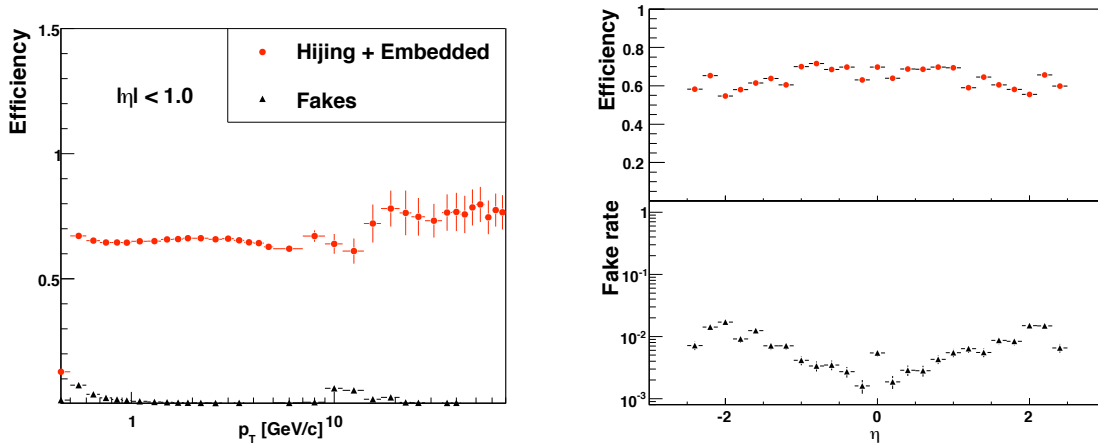 1.5
1
0.5
Efficiency
|η| < 1.0
Hijing + Embedded
Fakes
1
10
p_T [GeV/c]
1
0.8
0.6
0.4
0.2
Efficiency
1
10^-1
10^-2
10^-3
Fake rate
-2
0
2
η